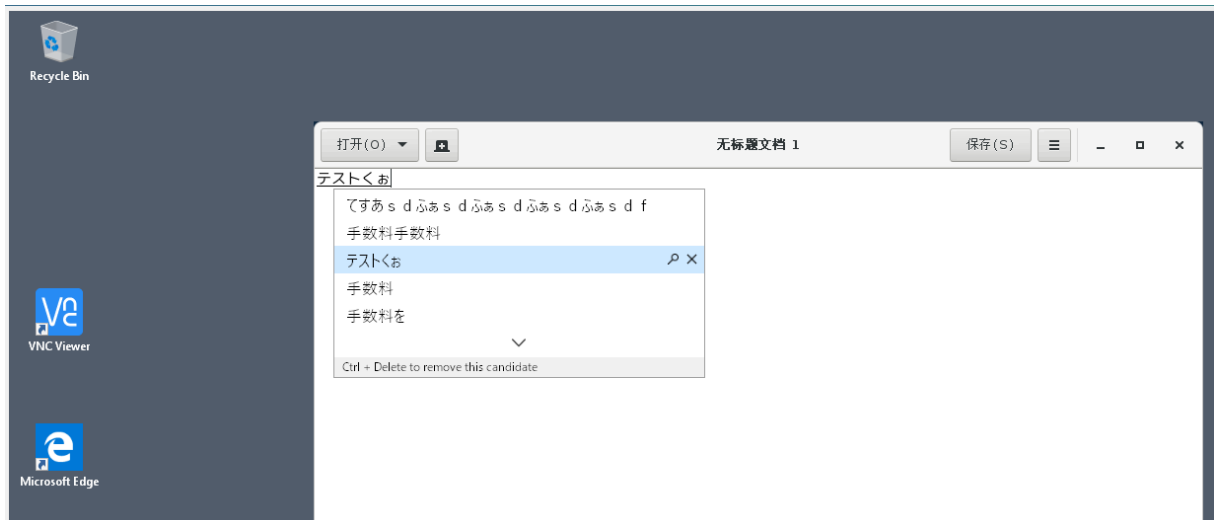 Recycle Bin
打开(O)
无标题文档 1
保存(S)
テストくぉ
てすあｓｄふぁｓｄふあｓｄふぁｓｄふあｓｄｆ
手数料手数料
テストくぉ
手数料
手数料を
Ctrl + Delete to remove this candidate
VNC Viewer
Microsoft Edge